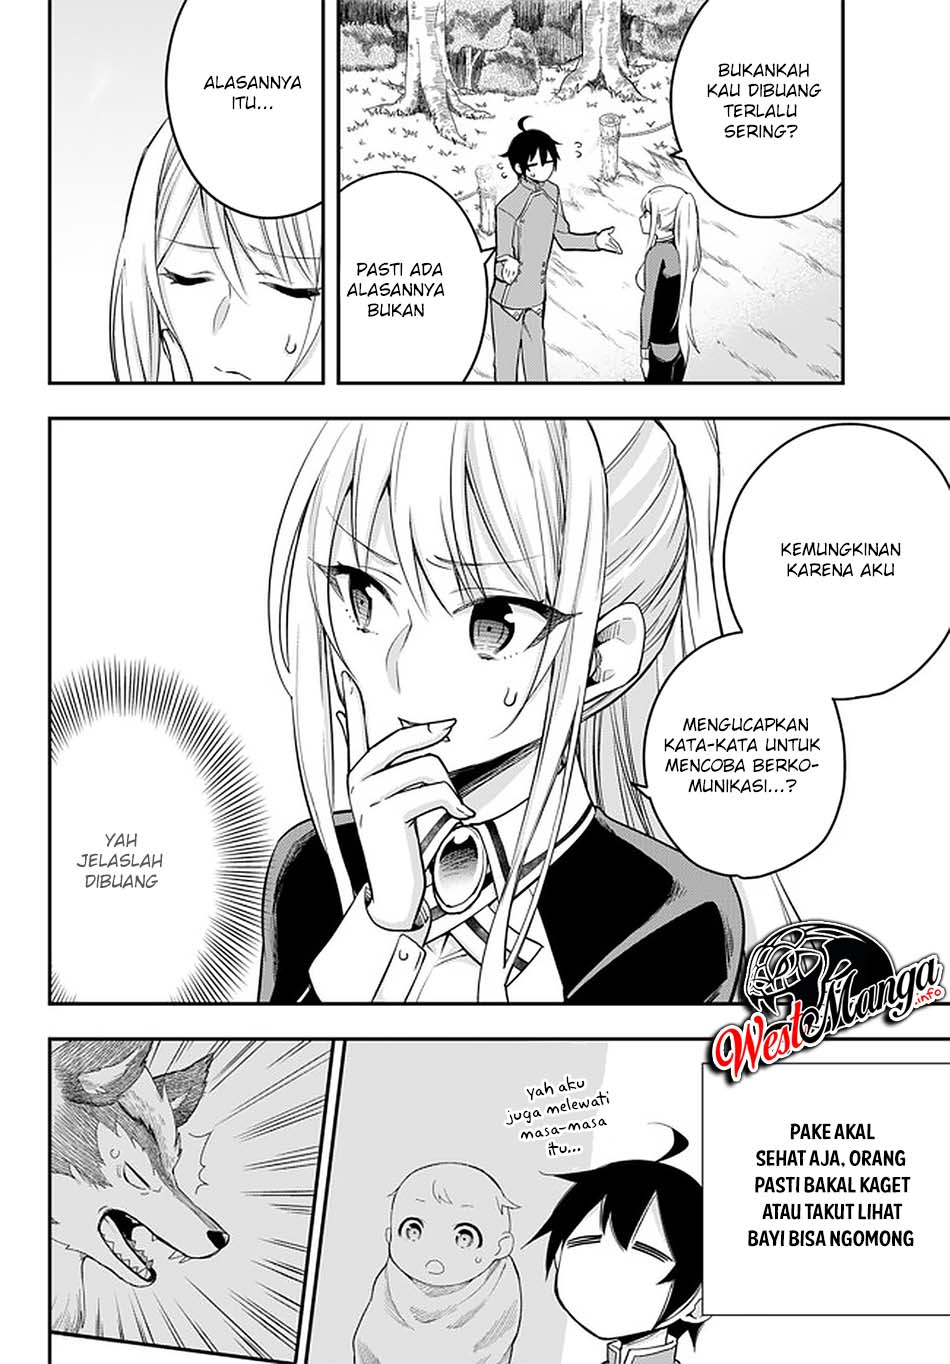 BUKANKAH
KAU DIBUANG
TERLALU
SERING?
PASTI ADA
ALASANNYA
BUKAN
ALASANNYA
ITU...
KEMUNGKINAN
KARENA AKU
MENGUCAPKAN
KATA-KATA UNTUK
MENCOBA BERKO-
MUNIKASI...?
YAH
JELASLAH
DIBUANG
WestManga
.info
PAKE AKAL
SEHAT AJA, ORANG
PASTI BAKAL KAGET
ATAU TAKUT LIHAT
BAYI BISA NGOMONG
yah aku
juga melewati
masa-masa
itu...